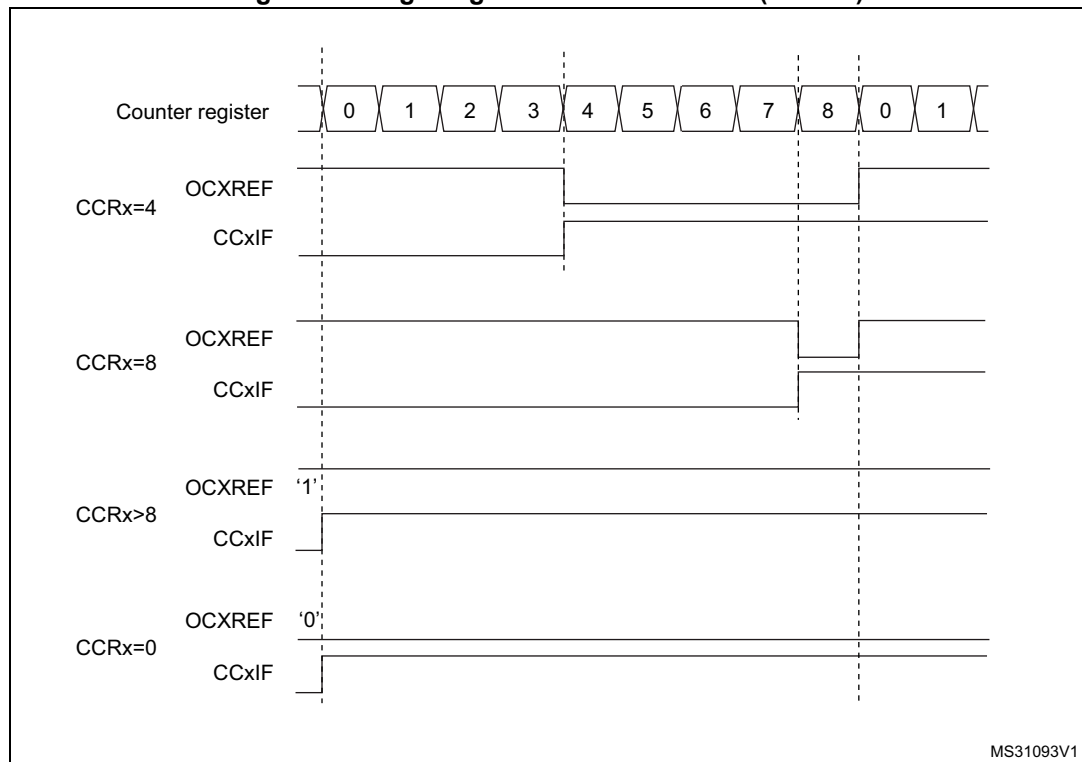 Counter register 0 1 2 3 4 5 6 7 8 0 1
OCXREF
CCRx=4
CCxIF
OCXREF
CCRx=8
CCxIF
OCXREF ‘1’
CCRx>8
CCxIF
OCXREF ‘0’
CCRx=0
CCxIF
MS31093V1